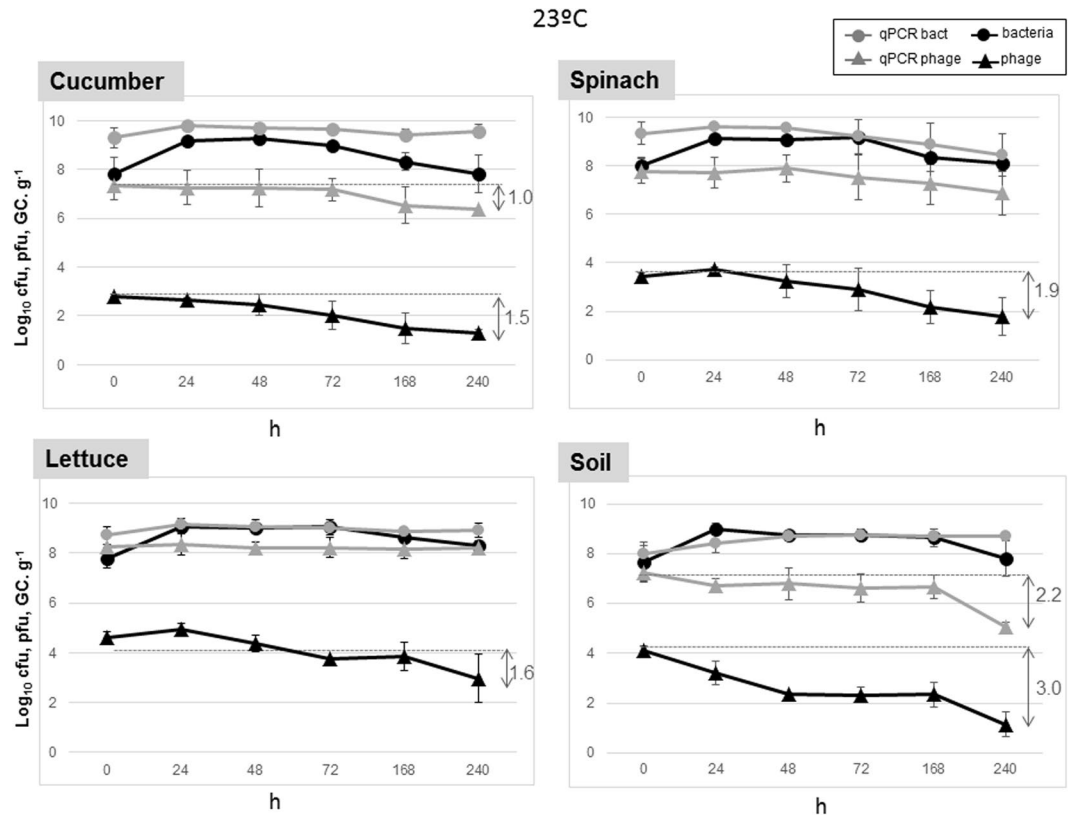 23ºC
qPCR bact
bacteria
qPCR phage
phage
Cucumber
Log10 cfu, pfu, GC. g-1
10
8
6
4
2
0
1.0
1.5
0 24 48 72 168 240
h
Spinach
10
8
6
4
2
0
1.9
0 24 48 72 168 240
h
Lettuce
Log10 cfu, pfu, GC. g-1
10
8
6
4
2
0
1.6
0 24 48 72 168 240
h
Soil
10
8
6
4
2
0
2.2
3.0
0 24 48 72 168 240
h